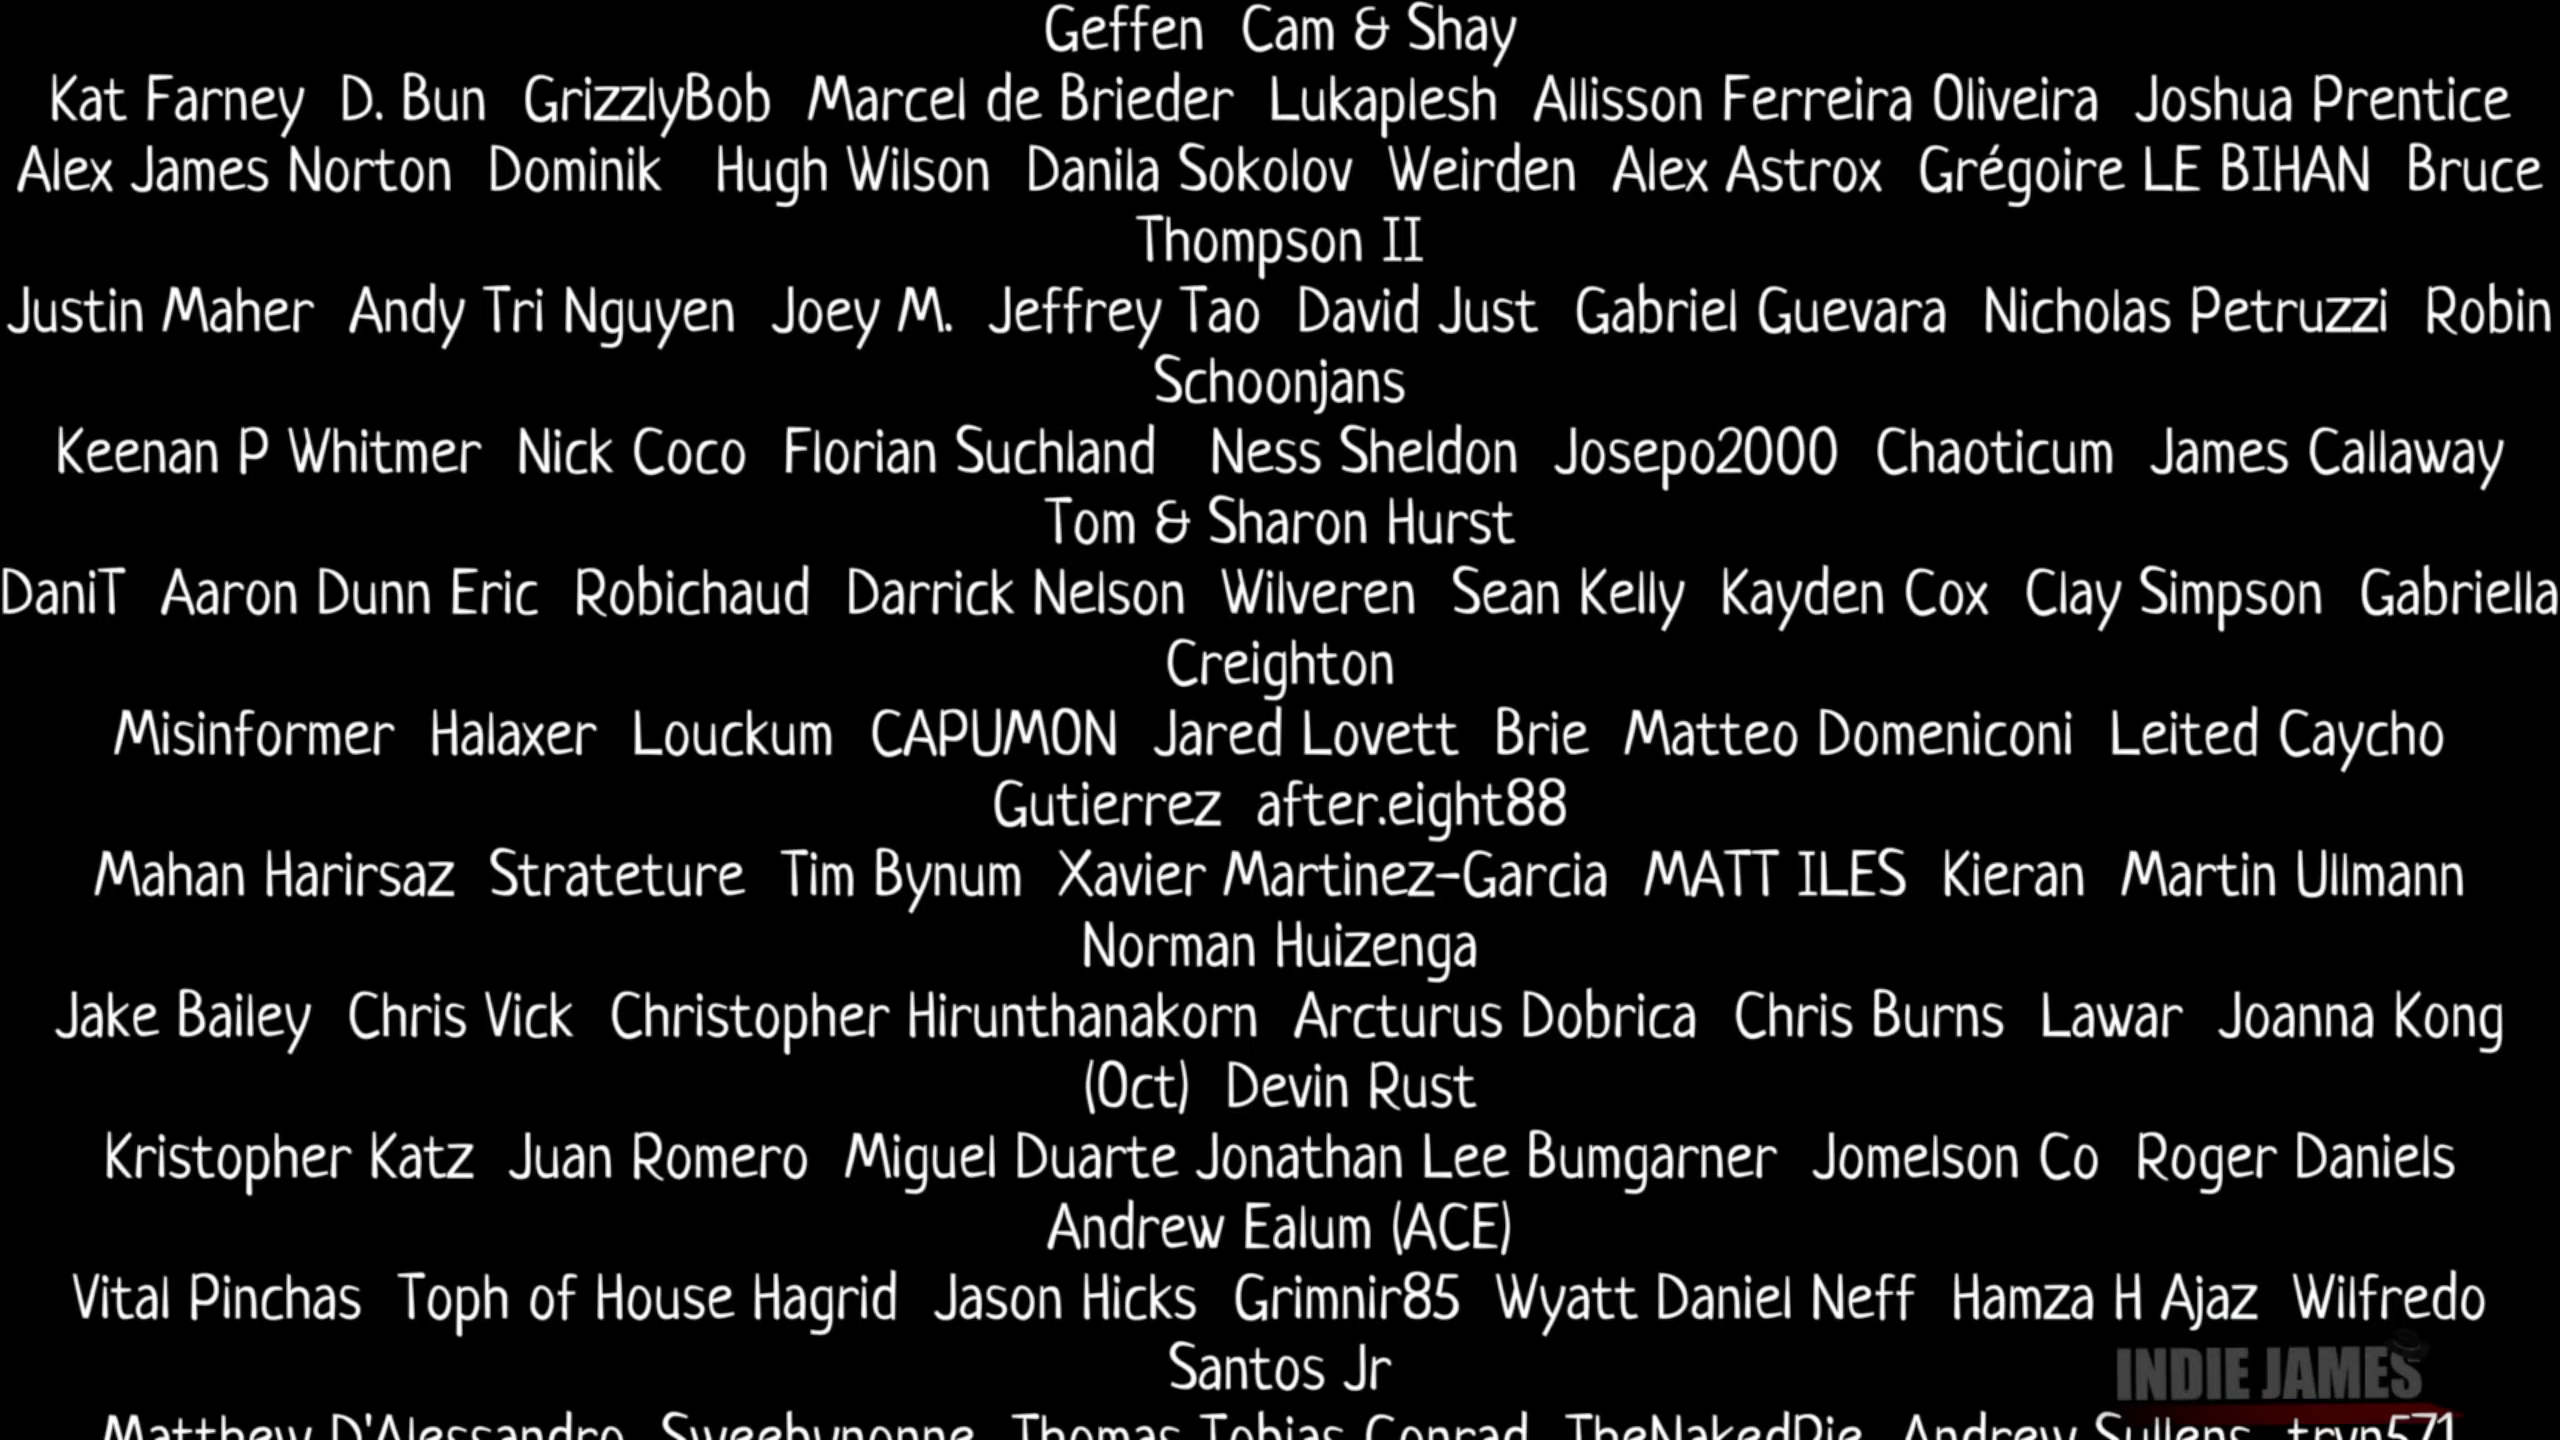 Geffen Cam & Shay
Kat Farney D. Bun GrizzlyBob Marcel de Brieder Lukaplesh Allisson Ferreira Oliveira Joshua Prentice
Alex James Norton Dominik Hugh Wilson Danila Sokolov Weirden Alex Astrox Grégoire LE BIHAN Bruce
Thompson II
Justin Maher Andy Tri Nguyen Joey M. Jeffrey Tao David Just Gabriel Guevara Nicholas Petruzzi Robin
Schoonjans
Keenan P Whitmer Nick Coco Florian Suchland Ness Sheldon Josepo2000 Chaoticum James Callaway
Tom & Sharon Hurst
DaniT Aaron Dunn Eric Robichaud Darrick Nelson Wilveren Sean Kelly Kayden Cox Clay Simpson Gabriella
Creighton
Misinformer Halaxer Louckum CAPUMON Jared Lovett Brie Matteo Domeniconi Leited Caycho
Gutierrez after.eight88
Mahan Harirsaz Strateture Tim Bynum Xavier Martinez-Garcia MATT ILES Kieran Martin Ullmann
Norman Huizenga
Jake Bailey Chris Vick Christopher Hirunthanakorn Arcturus Dobrica Chris Burns Lawar Joanna Kong
(Oct) Devin Rust
Kristopher Katz Juan Romero Miguel Duarte Jonathan Lee Bumgarner Jomelson Co Roger Daniels
Andrew Ealum (ACE)
Vital Pinchas Toph of House Hagrid Jason Hicks Grimnir85 Wyatt Daniel Neff Hamza H Ajaz Wilfredo
Santos Jr
INDIE JAMES
Matthew D'Alessandro Thomas Tobias Conrad TheNakedPie Andrew Sullens